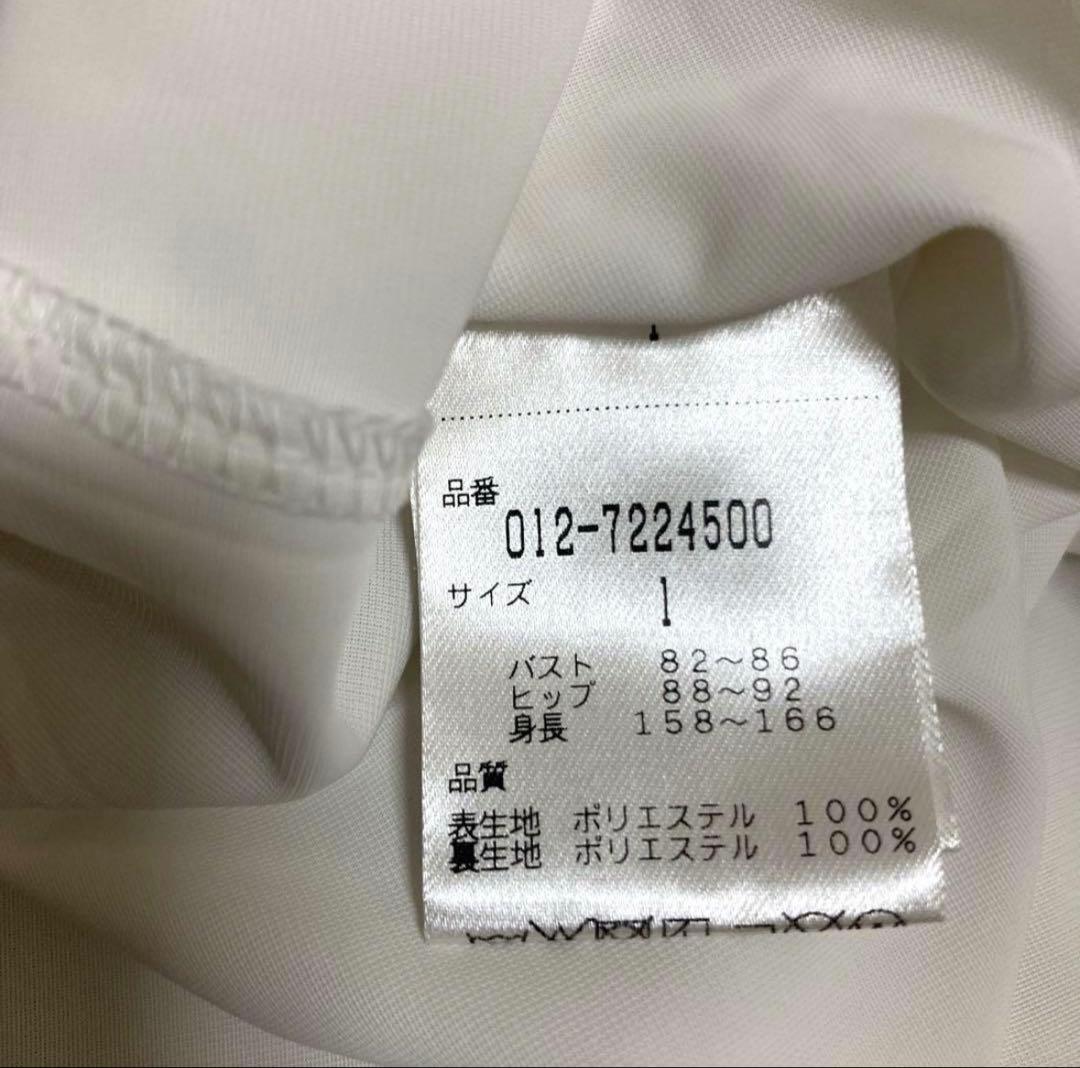 品番
012-7224500
サイズ 1
バスト 82～86
ヒップ 88～92
身長 158～166
品質
表生地 ポリエステル 100%
裏生地 ポリエステル 100%